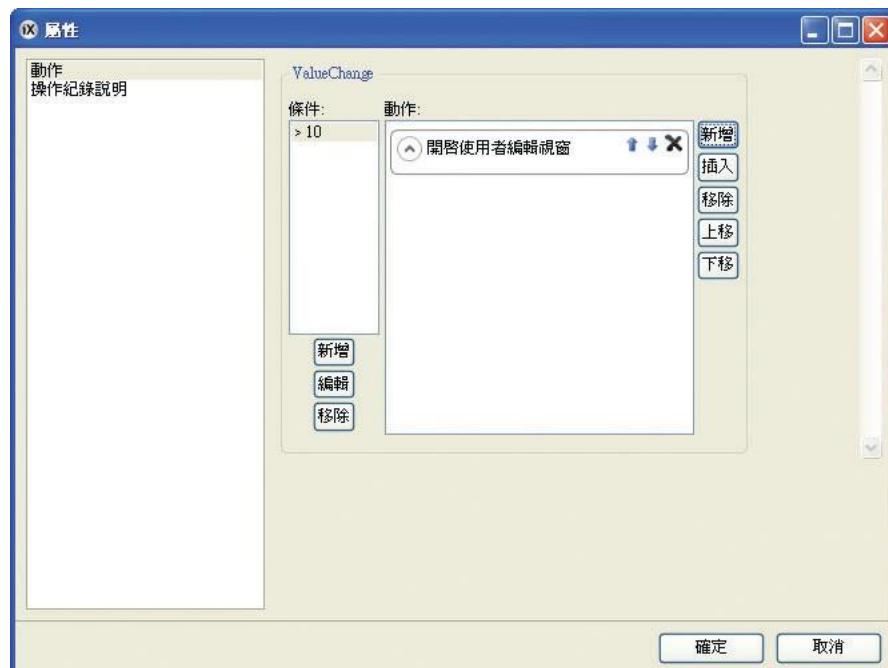 iX 屬性
動作
操作紀錄說明
ValueChange
條件:
動作:
> 10
開啓使用者編輯視窗
新增
插入
移除
上移
下移
新增
編輯
移除
確定
取消